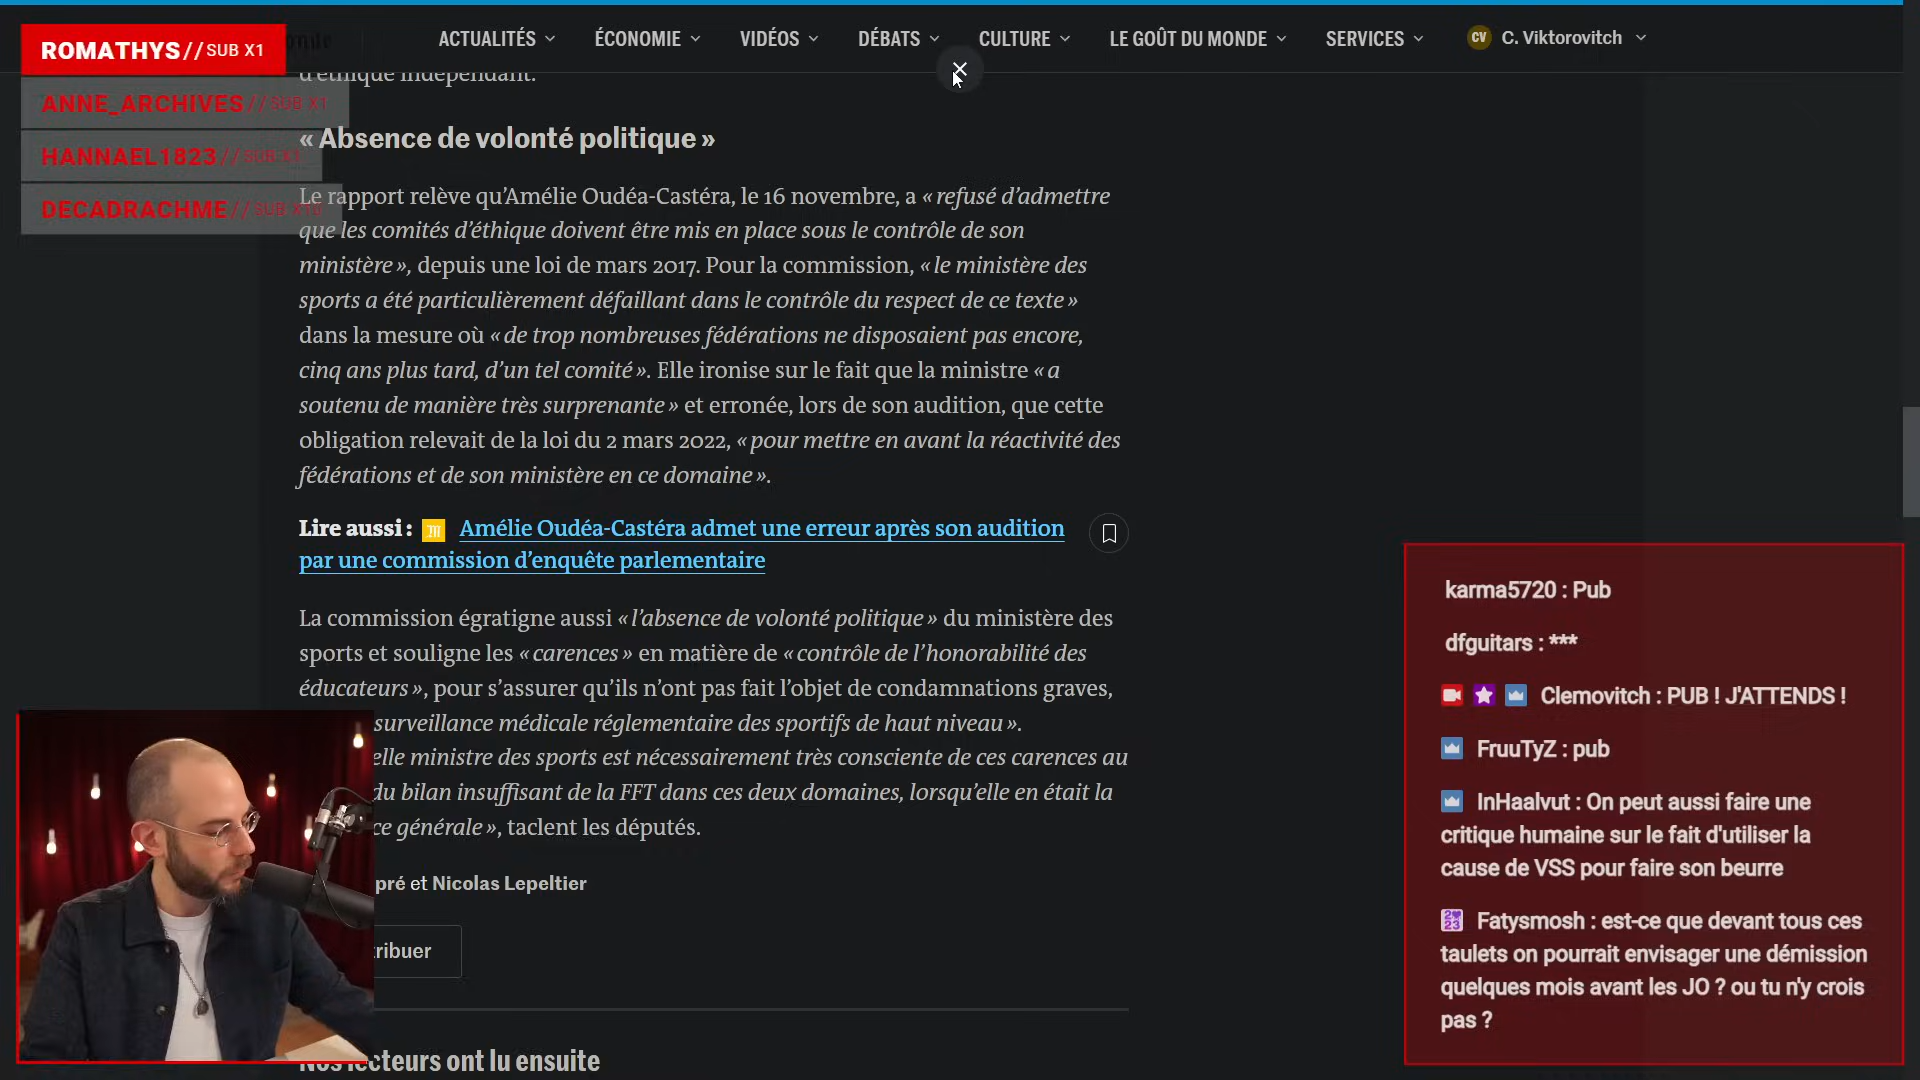 ROMATHYS//SUB X1
ANNE_ARCHIVES//SUB X1
HANNAEL1823//SUB X1
DECADRACHME//SUB
ACTUALITÉS
ÉCONOMIE
VIDÉOS
DÉBATS
CULTURE
LE GOÛT DU MONDE
SERVICES
CV C. Viktorovitch
d'éthique indépendant.
« Absence de volonté politique »
Le rapport relève qu'Amélie Oudéa-Castéra, le 16 novembre, a « refusé d'admettre
que les comités d'éthique doivent être mis en place sous le contrôle de son
ministère », depuis une loi de mars 2017. Pour la commission, « le ministère des
sports a été particulièrement défaillant dans le contrôle du respect de ce texte »
dans la mesure où « de trop nombreuses fédérations ne disposaient pas encore,
cinq ans plus tard, d'un tel comité ». Elle ironise sur le fait que la ministre « a
soutenu de manière très surprenante » et erronée, lors de son audition, que cette
obligation relevait de la loi du 2 mars 2022, « pour mettre en avant la réactivité des
fédérations et de son ministère en ce domaine ».
Lire aussi : Amélie Oudéa-Castéra admet une erreur après son audition
par une commission d'enquête parlementaire
La commission égratigne aussi « l'absence de volonté politique » du ministère des
sports et souligne les « carences » en matière de « contrôle de l'honorabilité des
éducateurs », pour s'assurer qu'ils n'ont pas fait l'objet de condamnations graves,
surveillance médicale réglementaire des sportifs de haut niveau ».
elle ministre des sports est nécessairement très consciente de ces carences au
du bilan insuffisant de la FFT dans ces deux domaines, lorsqu'elle en était la
ce générale », taclent les députés.
pré et Nicolas Lepeltier
ribuer
Nos lecteurs ont lu ensuite
karma5720 : Pub
dfguitars : ***
Clemovitch : PUB ! J'ATTENDS !
FruuTyZ : pub
InHaalvut : On peut aussi faire une
critique humaine sur le fait d'utiliser la
cause de VSS pour faire son beurre
Fatysmosh : est-ce que devant tous ces
taulets on pourrait envisager une démission
quelques mois avant les JO ? ou tu n'y crois
pas ?